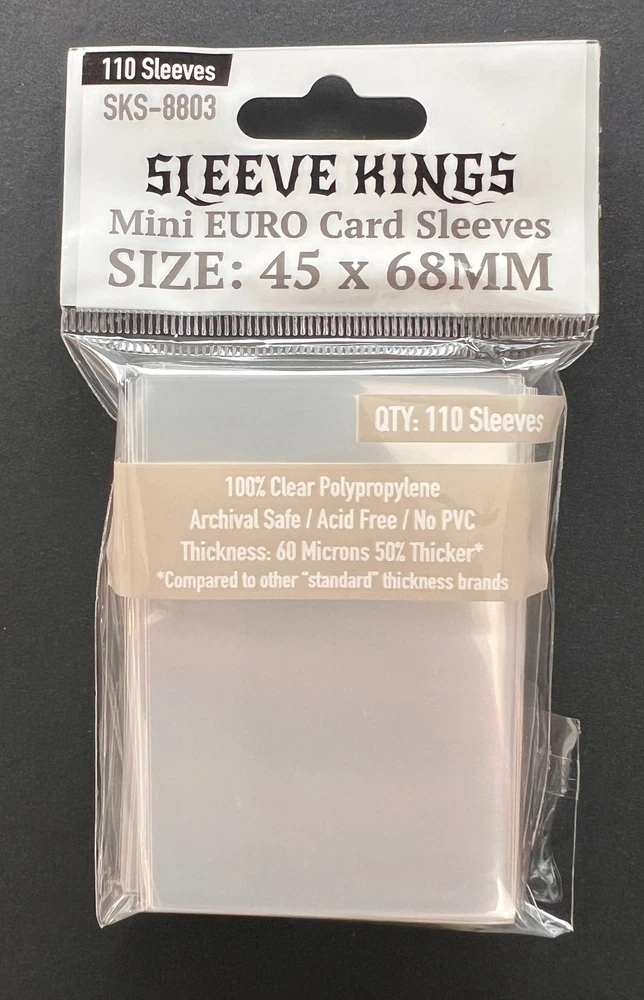 110 Sleeves
SKS-8803
SLEEVE KINGS
Mini EURO Card Sleeves
SIZE: 45 x 68MM
QTY: 110 Sleeves
100% Clear Polypropylene
Archival Safe / Acid Free / No PVC
Thickness: 60 Microns 50% Thicker*
*Compared to other "standard" thickness brands